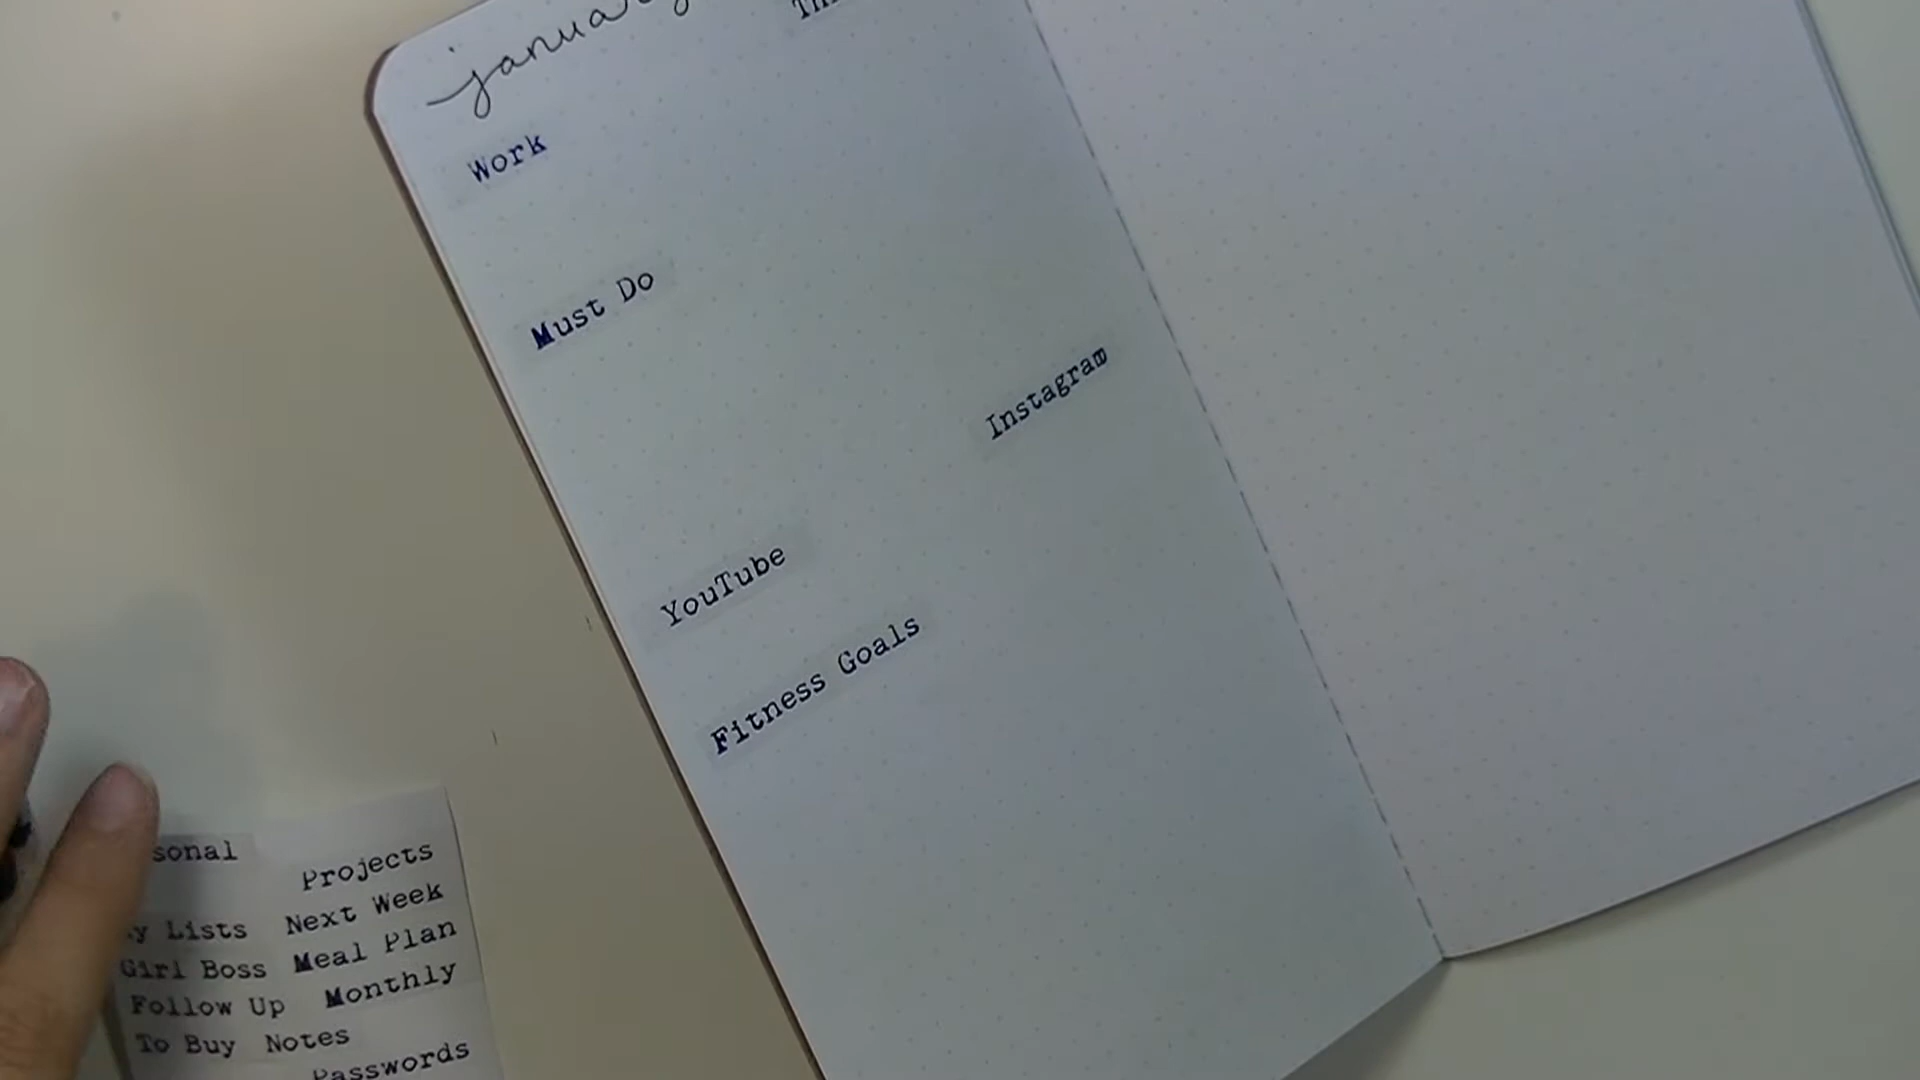 january
Work
Must Do
Instagram
YouTube
Fitness Goals
Projects
Lists Next Week
Girl Boss Meal Plan
Follow Up Monthly
To Buy Notes
Passwords